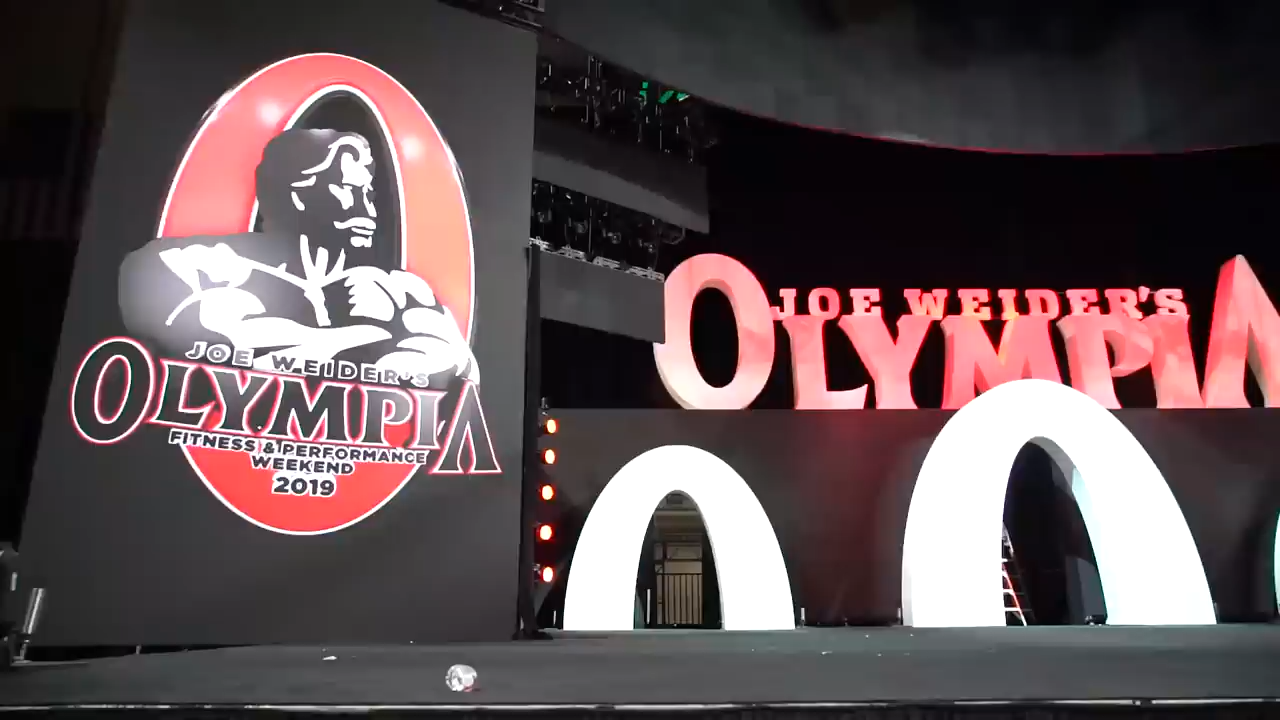 JOE WEIDER'S
OLYMPIA
FITNESS & PERFORMANCE
WEEKEND
2019
JOE WEIDER'S
OLYMPIA